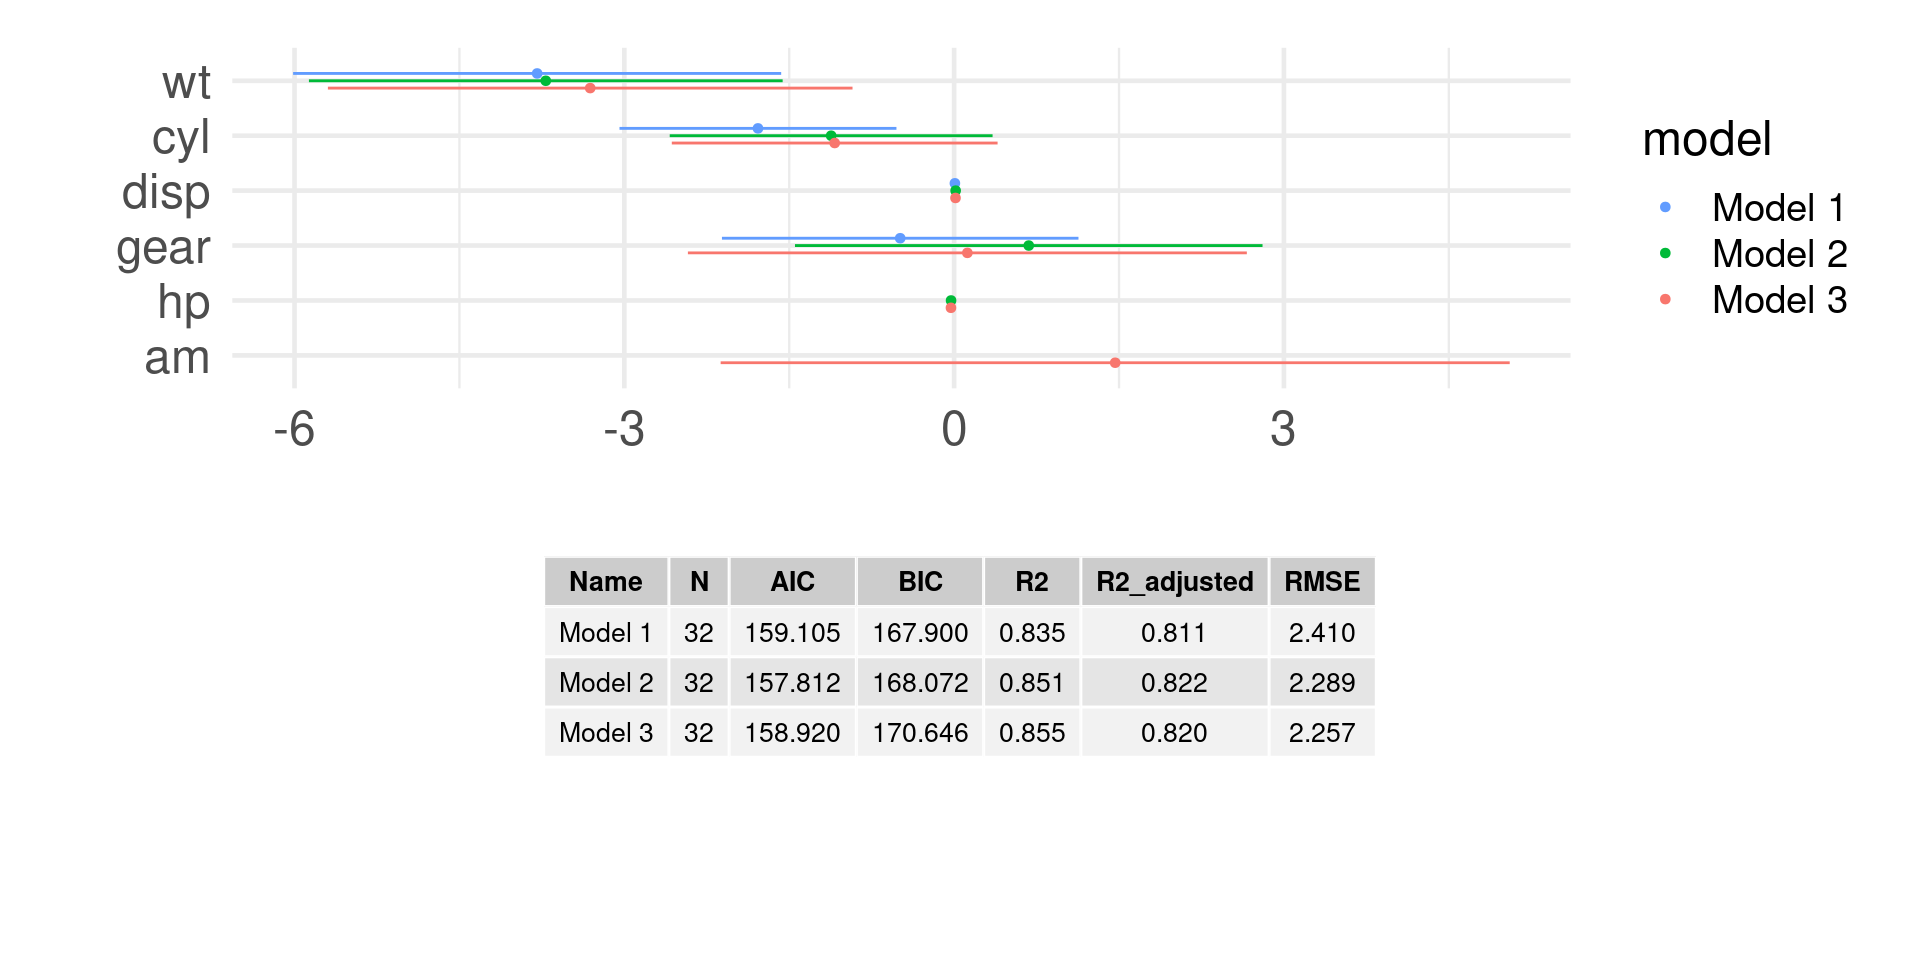 wt
cyl
disp
gear
hp
am
-6 -3 0 3
model
Model 1
Model 2
Model 3
Name N AIC BIC R2 R2_adjusted RMSE
Model 1 32 159.105 167.900 0.835 0.811 2.410
Model 2 32 157.812 168.072 0.851 0.822 2.289
Model 3 32 158.920 170.646 0.855 0.820 2.257